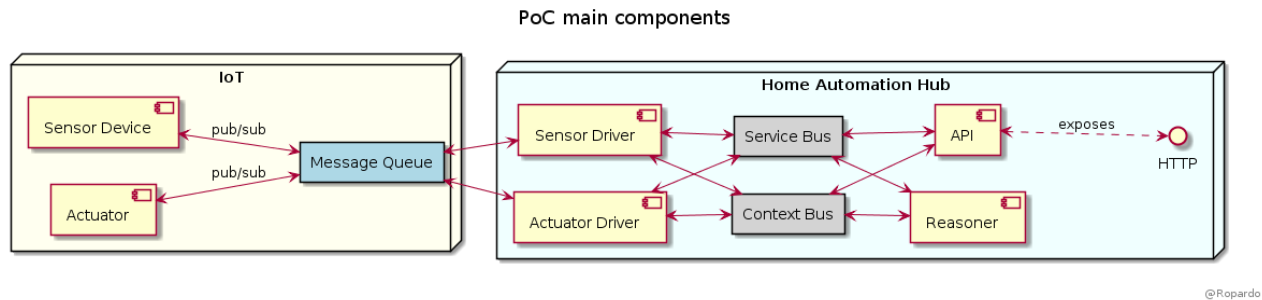 PoC main components
IoT
Sensor Device
pub/sub
Message Queue
pub/sub
Actuator
Home Automation Hub
Sensor Driver
Service Bus
API
exposes
HTTP
Actuator Driver
Context Bus
Reasoner
@Ropardo